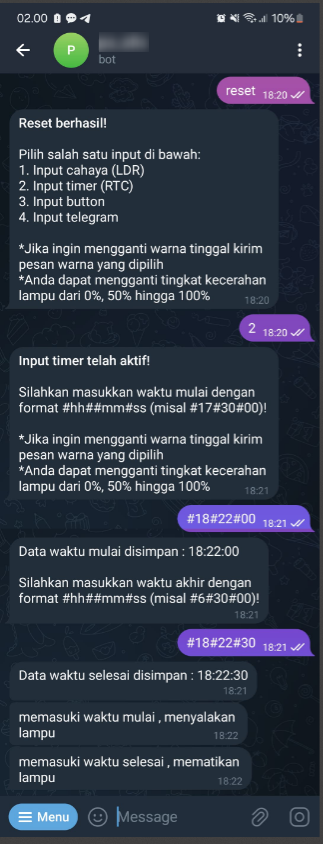 02.00
10%
P
bot
reset 18:20
Reset berhasil!
Pilih salah satu input di bawah:
1. Input cahaya (LDR)
2. Input timer (RTC)
3. Input button
4. Input telegram
*Jika ingin mengganti warna tinggal kirim
pesan warna yang dipilih
*Anda dapat mengganti tingkat kecerahan
lampu dari 0%, 50% hingga 100%
18:20
2 18:20
Input timer telah aktif!
Silahkan masukkan waktu mulai dengan
format #hh##mm#ss (misal #17#30#00)!
*Jika ingin mengganti warna tinggal kirim
pesan warna yang dipilih
*Anda dapat mengganti tingkat kecerahan
lampu dari 0%, 50% hingga 100%
18:21
#18#22#00 18:21
Data waktu mulai disimpan : 18:22:00
Silahkan masukkan waktu akhir dengan
format #hh##mm#ss (misal #6#30#00)!
18:21
#18#22#30 18:21
Data waktu selesai disimpan : 18:22:30
18:21
memasuki waktu mulai , menyalakan
lampu
18:22
memasuki waktu selesai , mematikan
lampu
18:22
Menu
Message